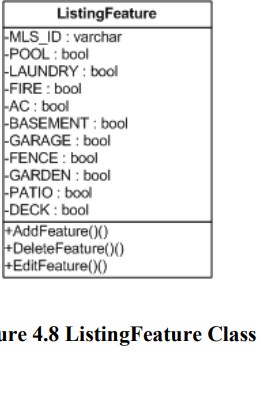 ListingFeature
-MLS_ID : varchar
-POOL : bool
-LAUNDRY : bool
-FIRE : bool
-AC : bool
-BASEMENT : bool
-GARAGE : bool
-FENCE : bool
-GARDEN : bool
-PATIO : bool
-DECK : bool
+AddFeature()()
+DeleteFeature()()
+EditFeature()()
ure 4.8 ListingFeature Class